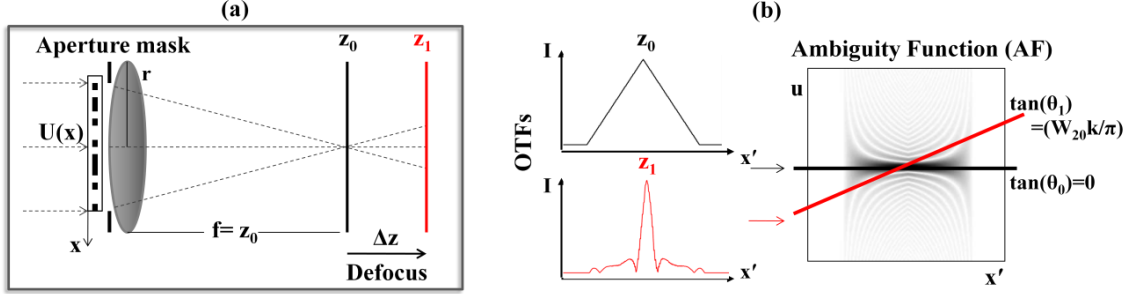 (a)
Aperture mask
r
U(x)
x
f= z₀
z₀
z₁
Δz
Defocus
(b)
OTFs
I
z₀
x′
I
z₁
x′
Ambiguity Function (AF)
u
tan(θ₁)
=(W₂₀k/π)
tan(θ₀)=0
x′